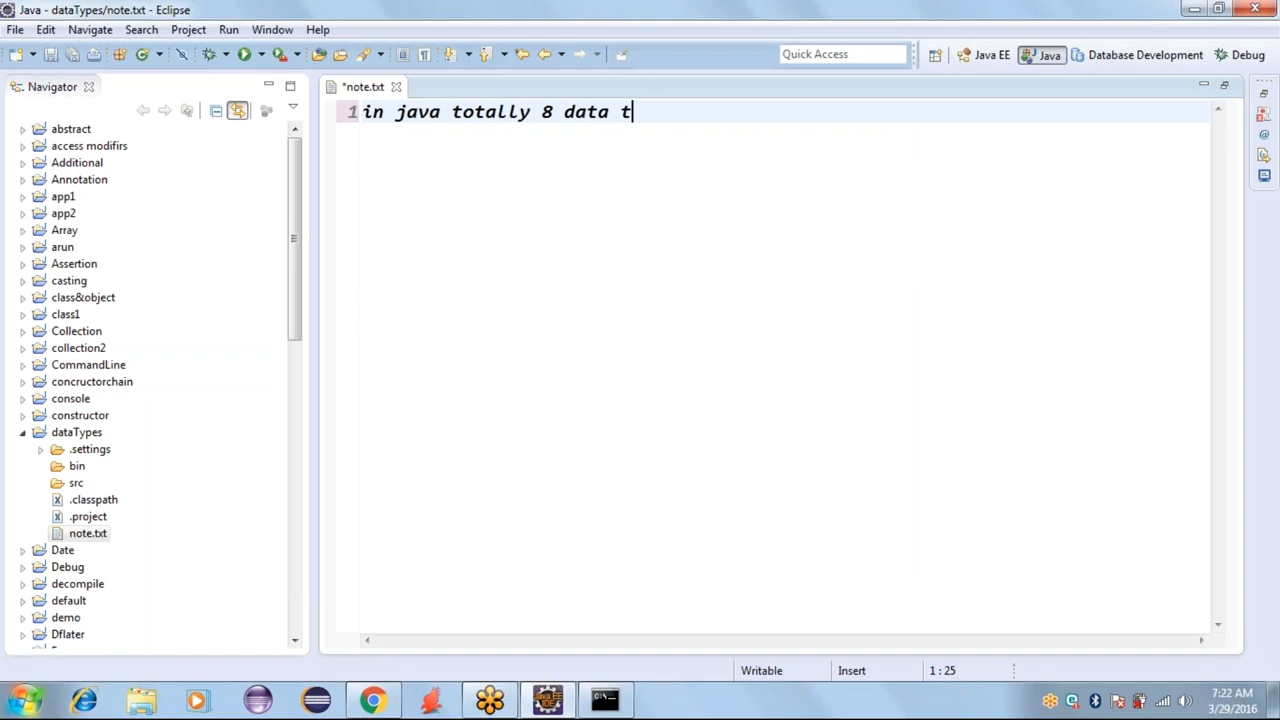 Java - dataTypes/note.txt - Eclipse
File Edit Navigate Search Project Run Window Help
Quick Access Java EE Java Database Development Debug
Navigator
*note.txt
1 in java totally 8 data t
abstract
access modifirs
Additional
Annotation
app1
app2
Array
arun
Assertion
casting
class&object
class1
Collection
collection2
CommandLine
concructorchain
console
constructor
dataTypes
.settings
bin
src
.classpath
.project
note.txt
Date
Debug
decompile
default
demo
Dflater
Writable Insert 1 : 25
7:22 AM
3/29/2016